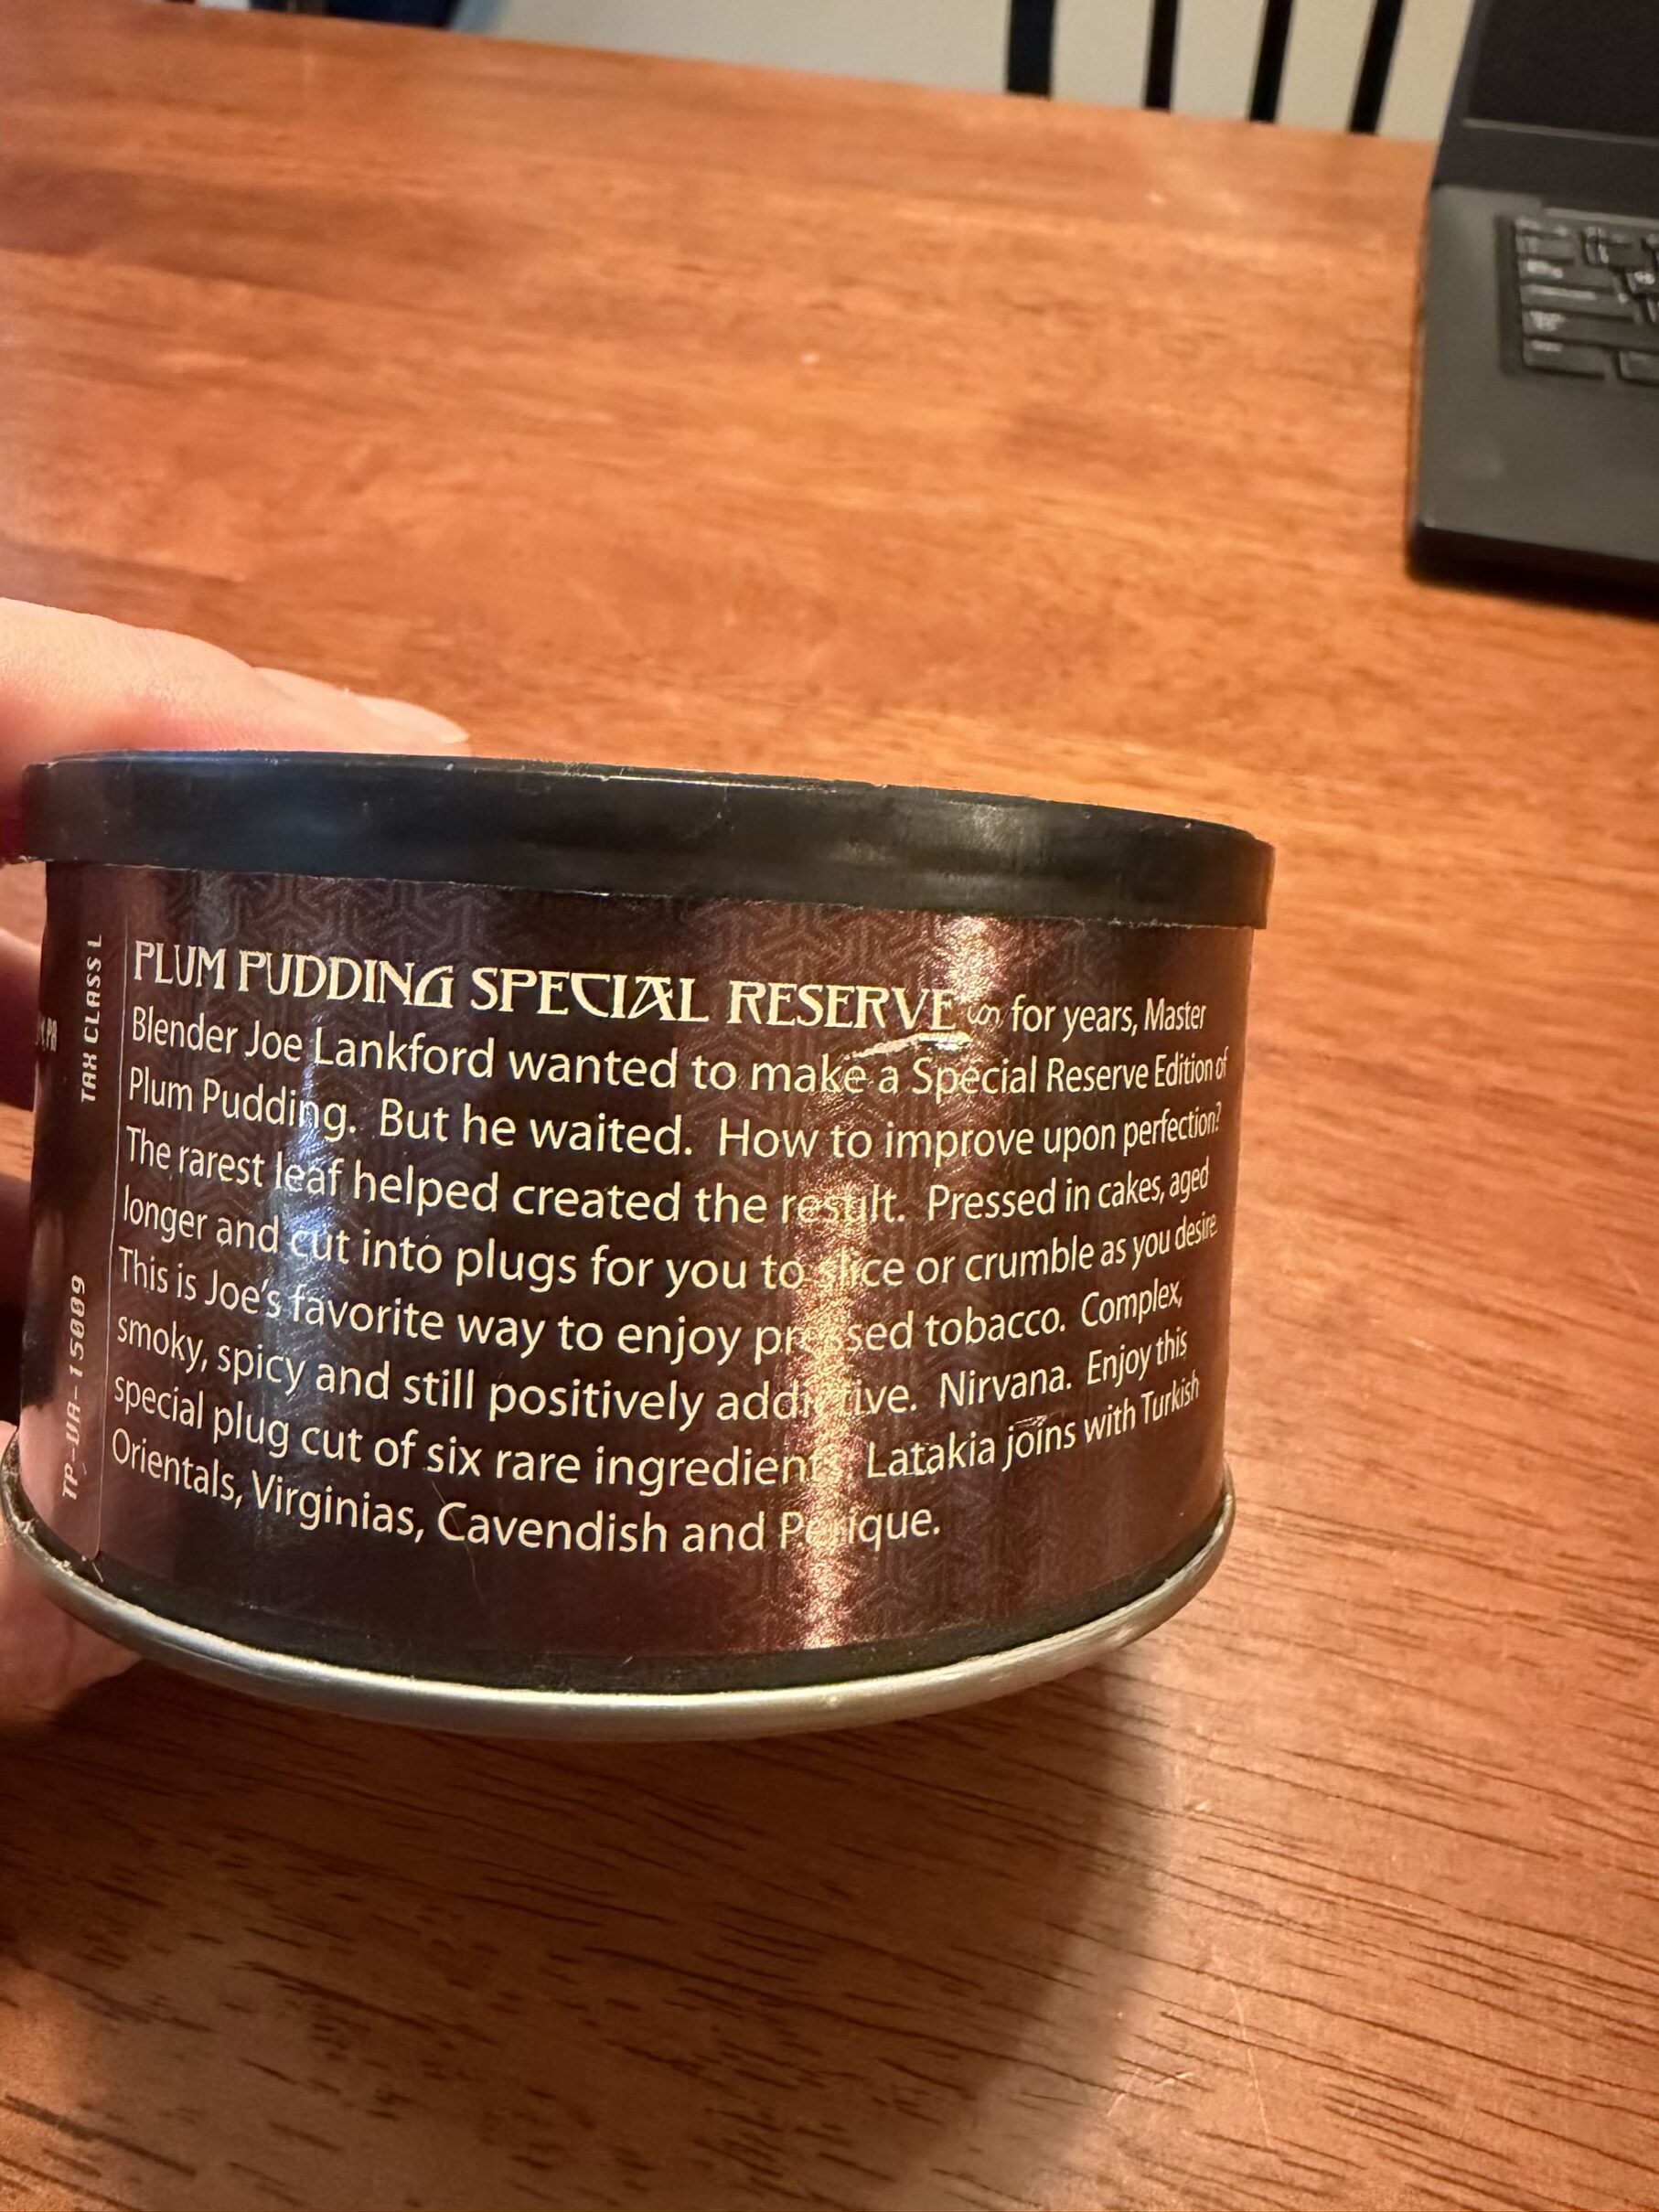 PLUM PUDDING SPECIAL RESERVE for years, Master
Blender Joe Lankford wanted to make a Special Reserve Edition of
Plum Pudding. But he waited. How to improve upon perfection?
The rarest leaf helped created the result. Pressed in cakes, aged
longer and cut into plugs for you to slice or crumble as you desire
This is Joe's favorite way to enjoy pressed tobacco. Complex,
smoky, spicy and still positively addictive. Nirvana. Enjoy this
special plug cut of six rare ingredients. Latakia joins with Turkish
Orientals, Virginias, Cavendish and Perique.
TAX CLASS L
TP-VA-15009